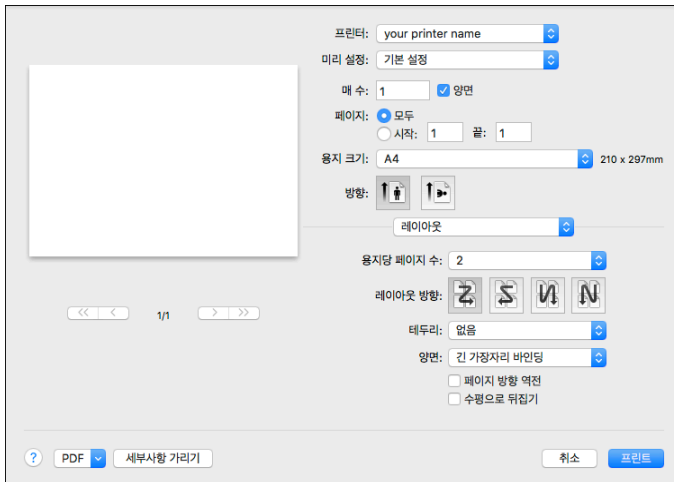 프린터: your printer name
미리 설정: 기본 설정
매 수: 1 양면
페이지: 모두
시작: 1 끝: 1
용지 크기: A4 210 x 297mm
방향:
레이아웃
용지당 페이지 수: 2
레이아웃 방향:
테두리: 없음
양면: 긴 가장자리 바인딩
페이지 방향 역전
수평으로 뒤집기
1/1
? PDF 세부사항 가리기 취소 프린트